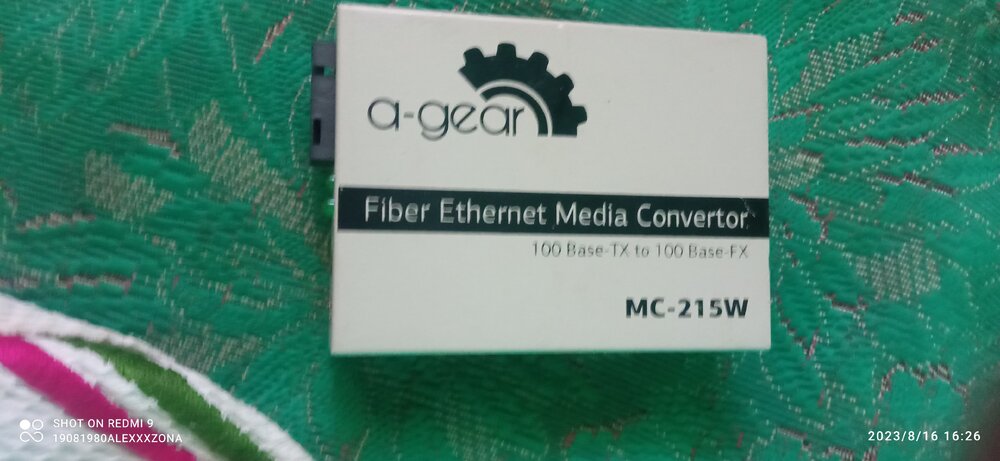 a-gear
Fiber Ethernet Media Convertor
100 Base-TX to 100 Base-FX
MC-215W
SHOT ON REDMI 9
19081980ALEXXXZONA
2023/8/16 16:26